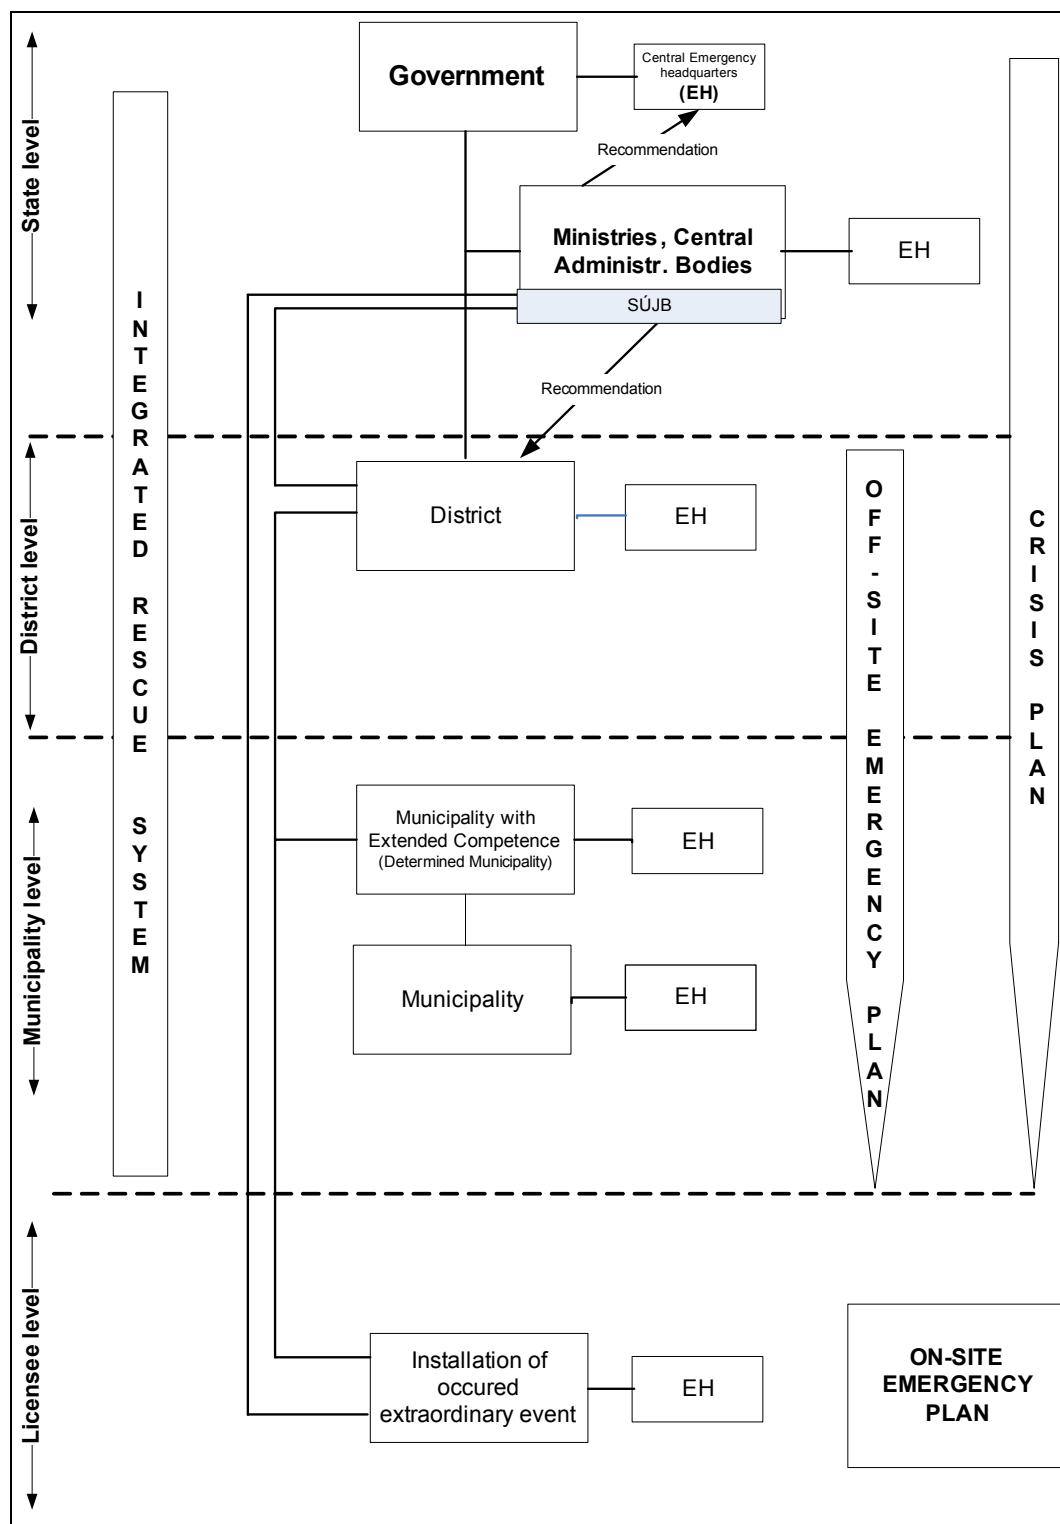 State level
Government
Central Emergency
headquarters
(EH)
Recommendation
Ministries, Central
Administr. Bodies
EH
SÚJB
Recommendation
INTEGRATED RESCUE SYSTEM
District level
District
EH
OFF-SITE EMERGENCY PLAN
CRISIS PLAN
Municipality level
Municipality with
Extended Competence
(Determined Municipality)
EH
Municipality
EH
Licensee level
Installation of
occured
extraordinary event
EH
ON-SITE
EMERGENCY
PLAN